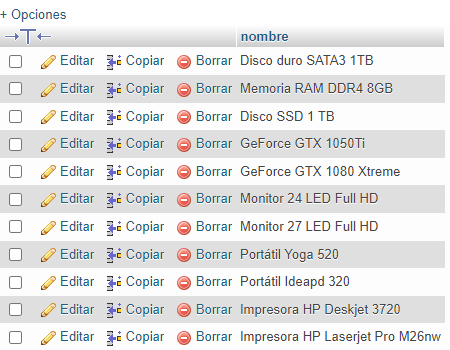 + Opciones
nombre
Editar Copiar Borrar Disco duro SATA3 1TB
Editar Copiar Borrar Memoria RAM DDR4 8GB
Editar Copiar Borrar Disco SSD 1 TB
Editar Copiar Borrar GeForce GTX 1050Ti
Editar Copiar Borrar GeForce GTX 1080 Xtreme
Editar Copiar Borrar Monitor 24 LED Full HD
Editar Copiar Borrar Monitor 27 LED Full HD
Editar Copiar Borrar Portátil Yoga 520
Editar Copiar Borrar Portátil Ideapd 320
Editar Copiar Borrar Impresora HP Deskjet 3720
Editar Copiar Borrar Impresora HP Laserjet Pro M26nw